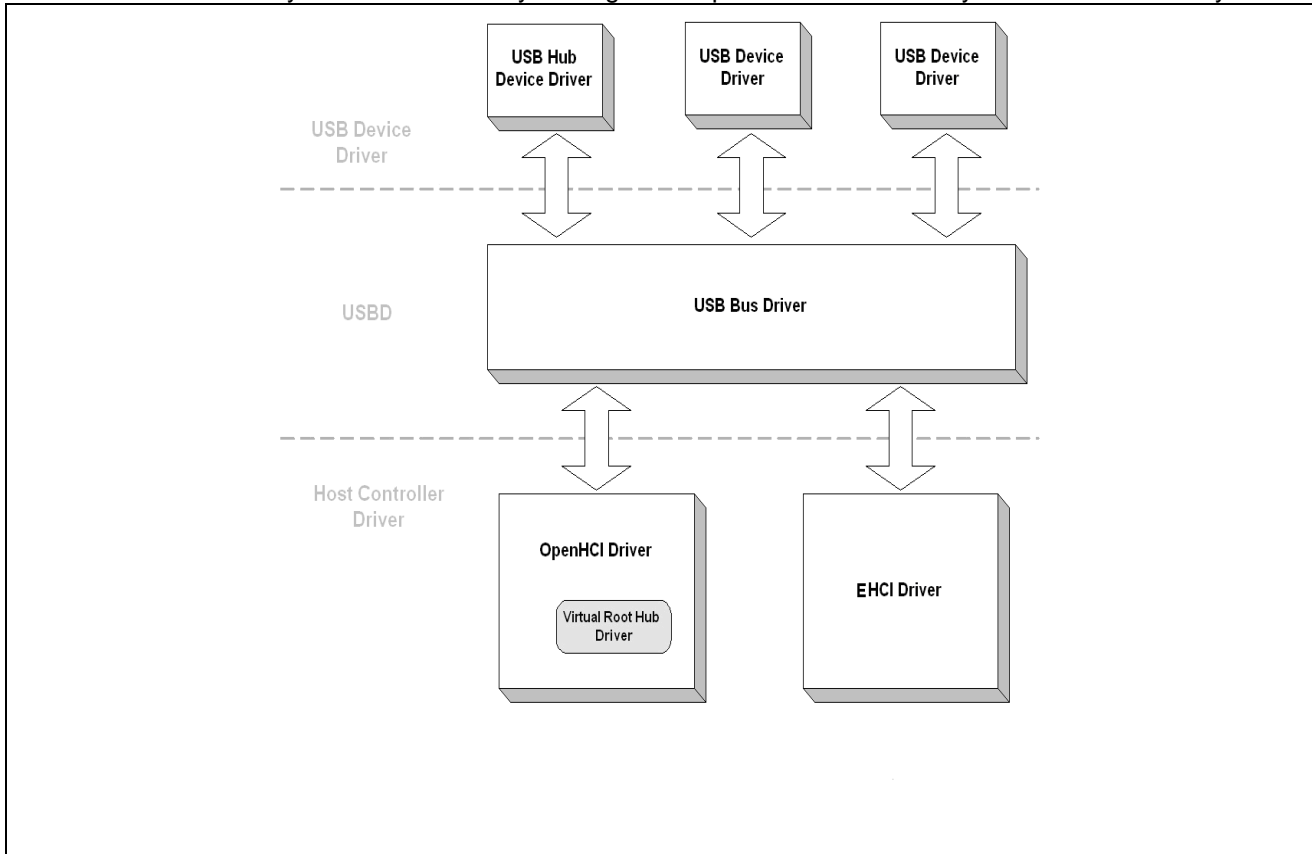 USB Hub
Device Driver
USB Device
Driver
USB Device
Driver
USB Device
Driver
USB Bus Driver
USBD
Host Controller
Driver
OpenHCI Driver
Virtual Root Hub
Driver
EHCI Driver